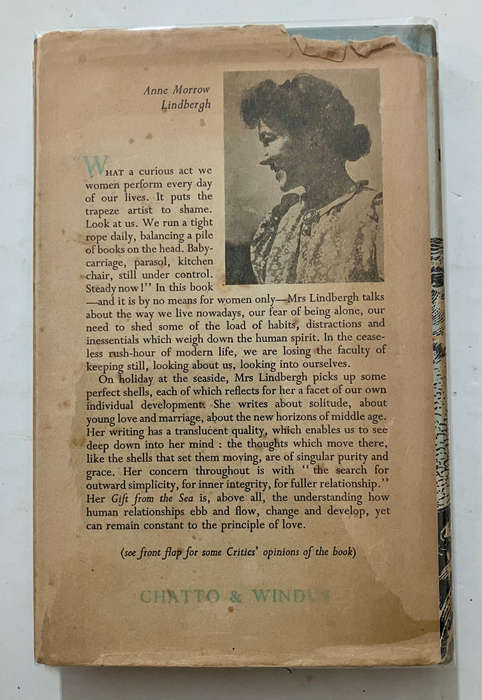 Anne Morrow
Lindbergh
WHAT a curious act we
women perform every day
of our lives. It puts the
trapeze artist to shame.
Look at us. We run a tight
rope daily, balancing a pile
of books on the head. Baby-
carriage, parasol, kitchen
chair, still under control.
Steady now!" In this book
—and it is by no means for women only—Mrs Lindbergh talks
about the way we live nowadays, our fear of being alone, our
need to shed some of the load of habits, distractions and
inessentials which weigh down the human spirit. In the cease-
less rush-hour of modern life, we are losing the faculty of
keeping still, looking about us, looking into ourselves.
On holiday at the seaside, Mrs Lindbergh picks up some
perfect shells, each of which reflects for her a facet of our own
individual development. She writes about solitude, about
young love and marriage, about the new horizons of middle age.
Her writing has a translucent quality, which enables us to see
deep down into her mind : the thoughts which move there,
like the shells that set them moving, are of singular purity and
grace. Her concern throughout is with "the search for
outward simplicity, for inner integrity, for fuller relationship."
Her Gift from the Sea is, above all, the understanding how
human relationships ebb and flow, change and develop, yet
can remain constant to the principle of love.
(see front flap for some Critics' opinions of the book)
CHATTO & WINDUS